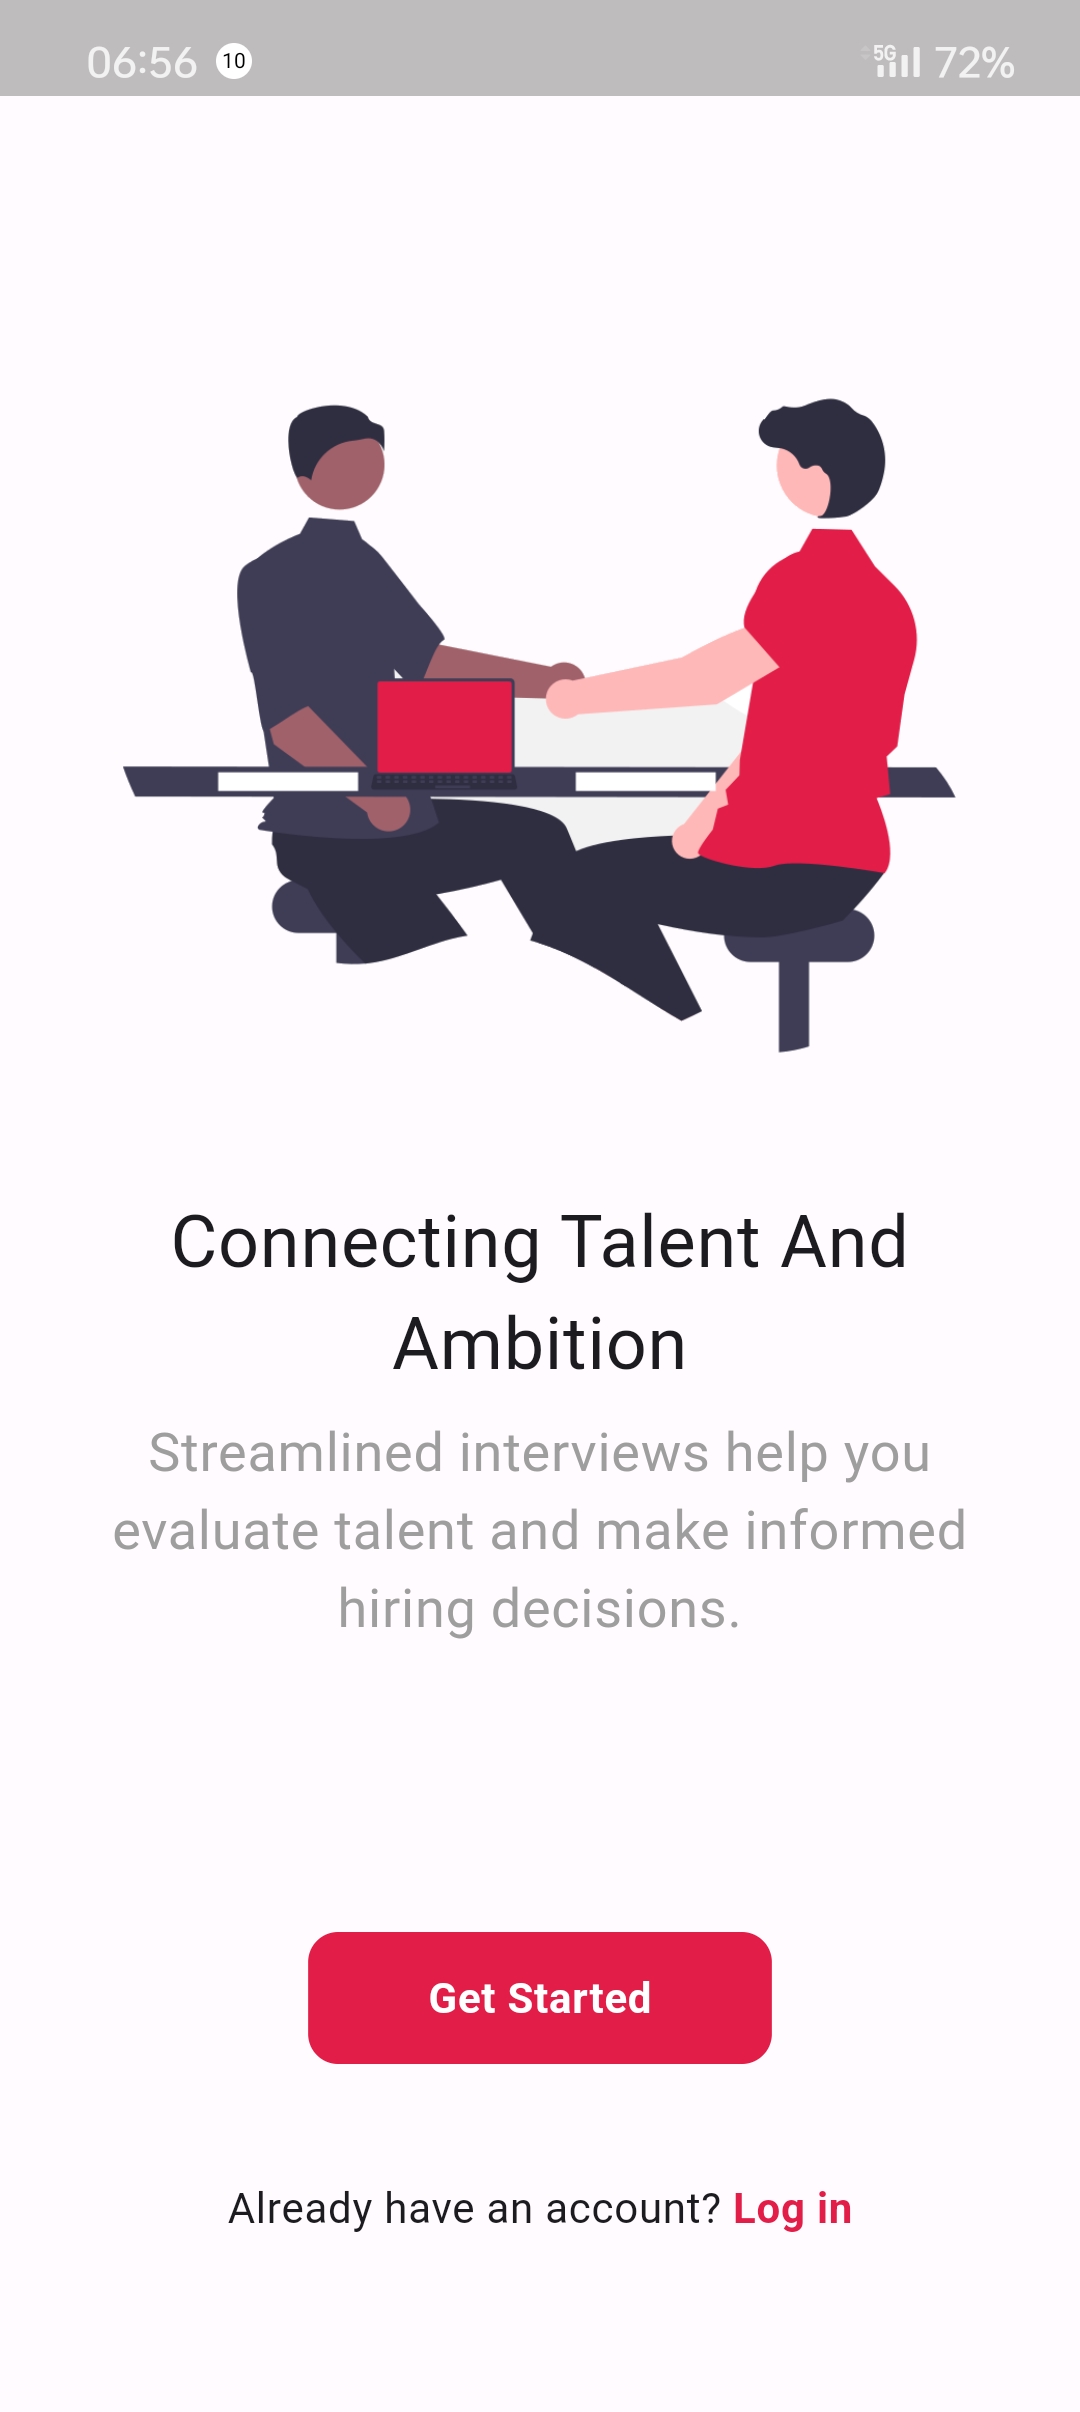 06:56 10 5G 72%
Connecting Talent And
Ambition
Streamlined interviews help you
evaluate talent and make informed
hiring decisions.
Get Started
Already have an account? Log in